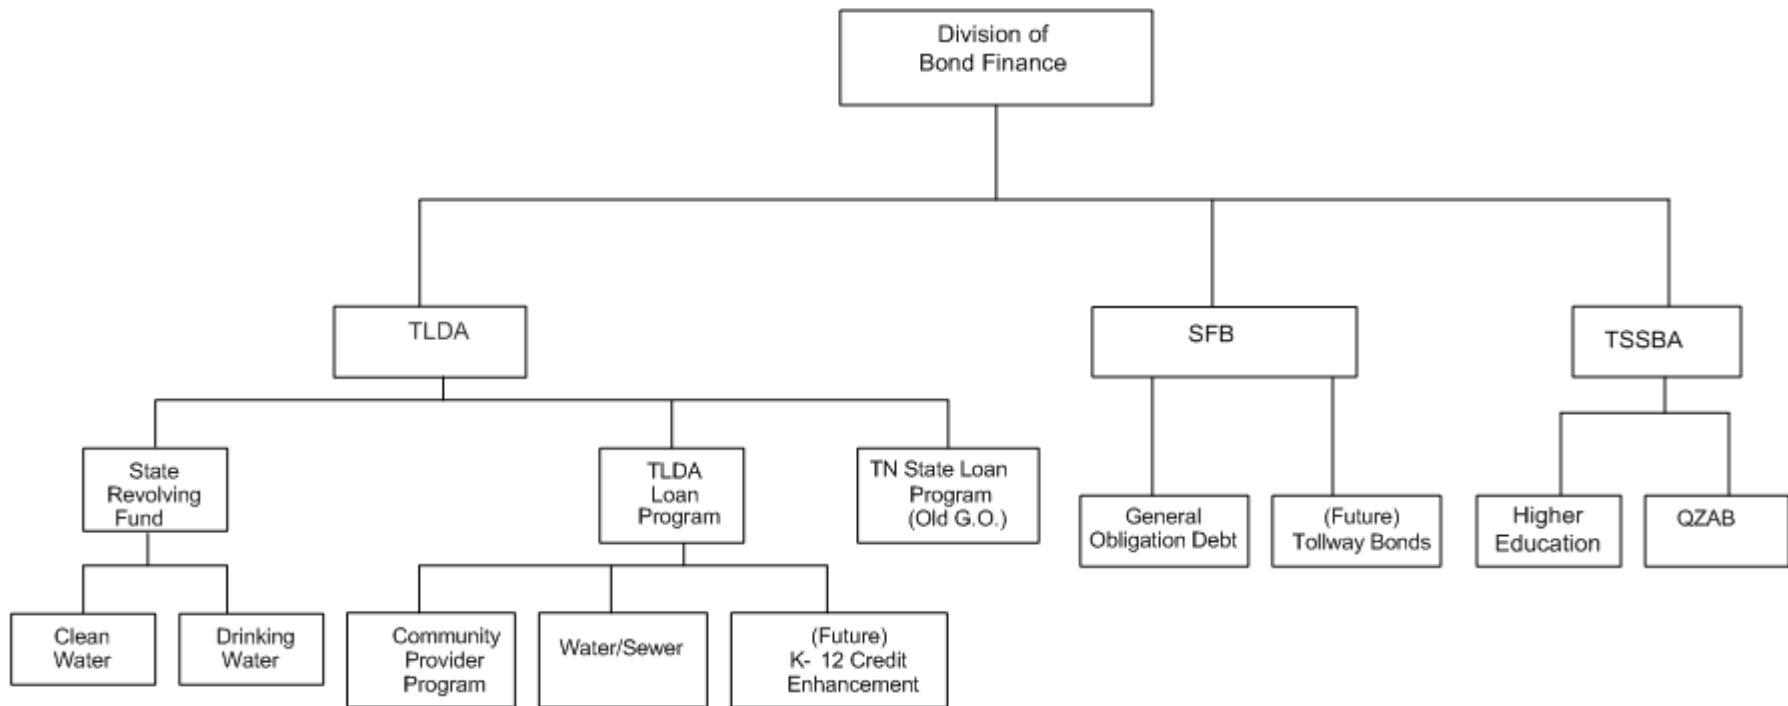 Division of
Bond Finance
TLDA
SFB
TSSBA
State
Revolving
Fund
TLDA
Loan
Program
TN State Loan
Program
(Old G.O.)
General
Obligation Debt
(Future)
Tollway Bonds
Higher
Education
QZAB
Clean
Water
Drinking
Water
Community
Provider
Program
Water/Sewer
(Future)
K- 12 Credit
Enhancement